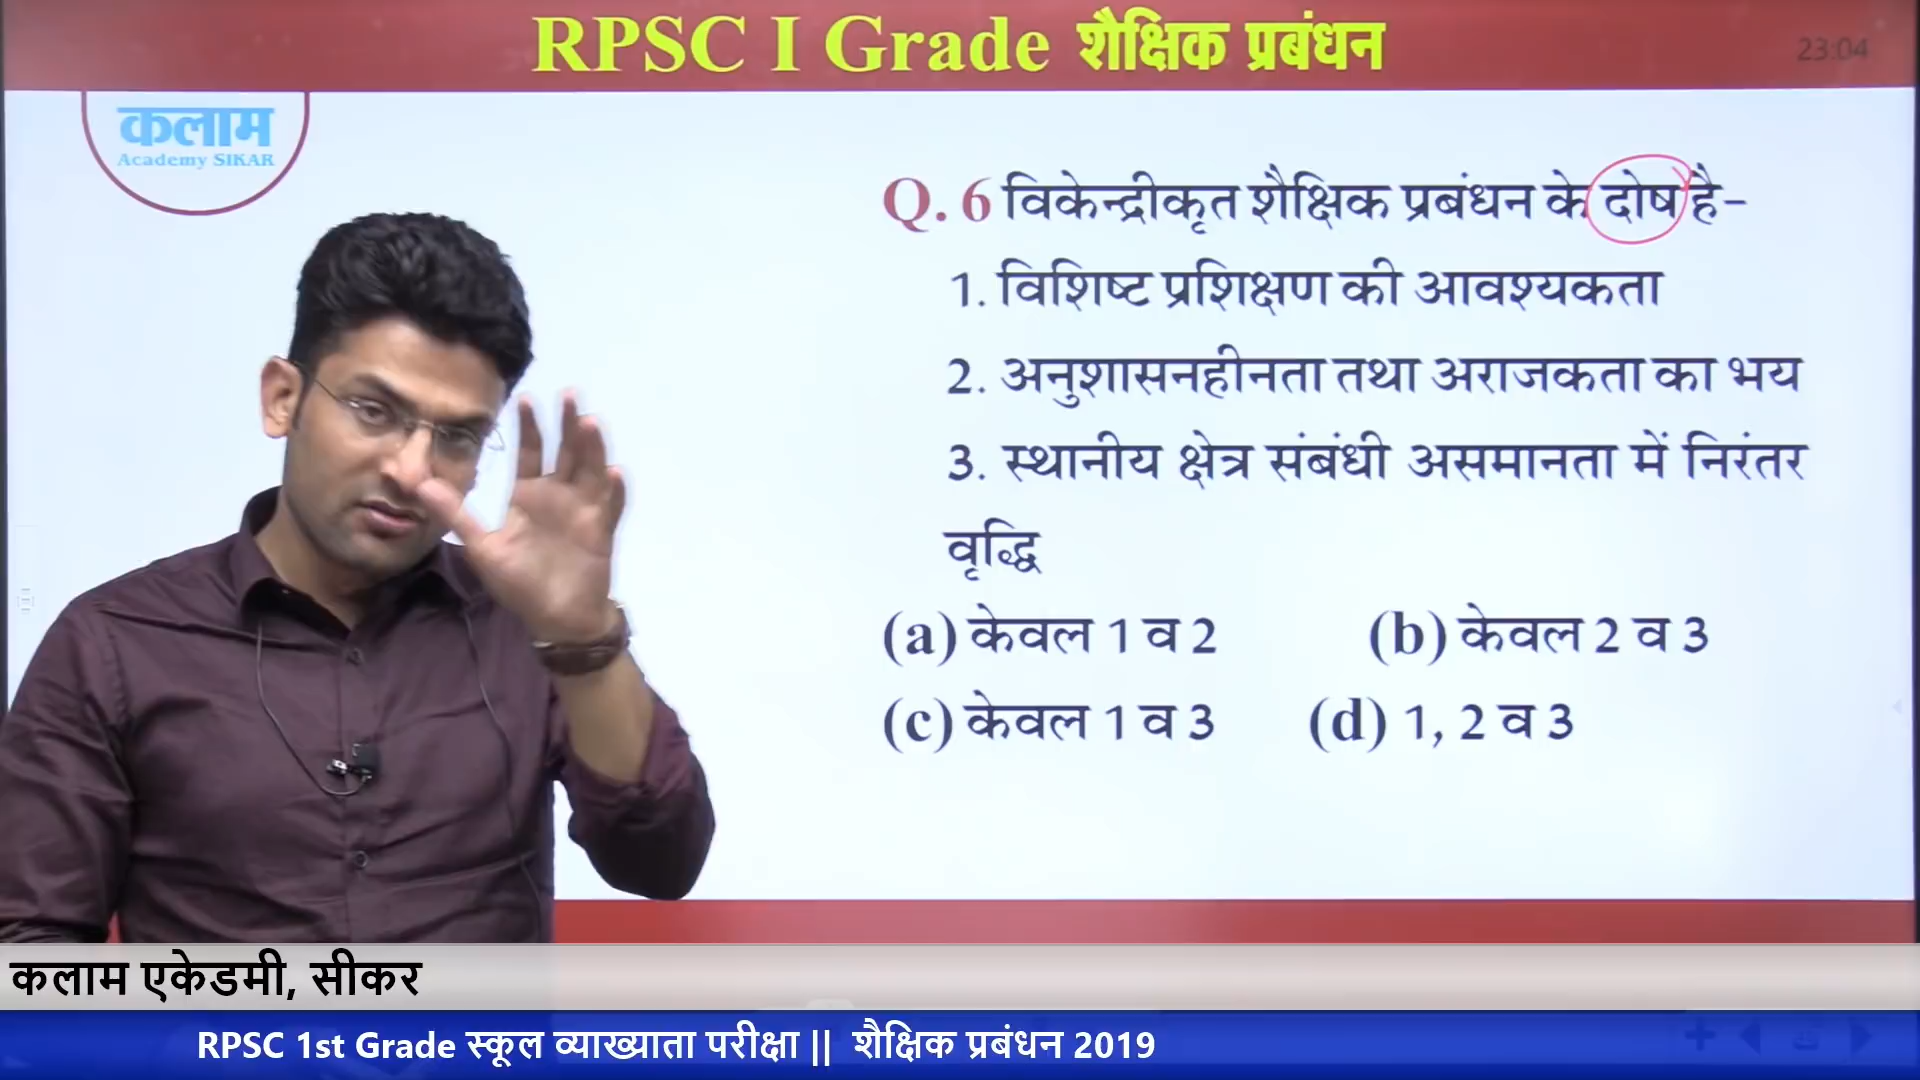 RPSC I Grade शैक्षिक प्रबंधन
23:04
कलाम
Academy SIKAR
Q. 6 विकेन्द्रीकृत शैक्षिक प्रबंधन के दोष है-
1. विशिष्ट प्रशिक्षण की आवश्यकता
2. अनुशासनहीनता तथा अराजकता का भय
3. स्थानीय क्षेत्र संबंधी असमानता में निरंतर
वृद्धि
(a) केवल 1 व 2 (b) केवल 2 व 3
(c) केवल 1 व 3 (d) 1, 2 व 3
कलाम एकेडमी, सीकर
RPSC 1st Grade स्कूल व्याख्याता परीक्षा || शैक्षिक प्रबंधन 2019